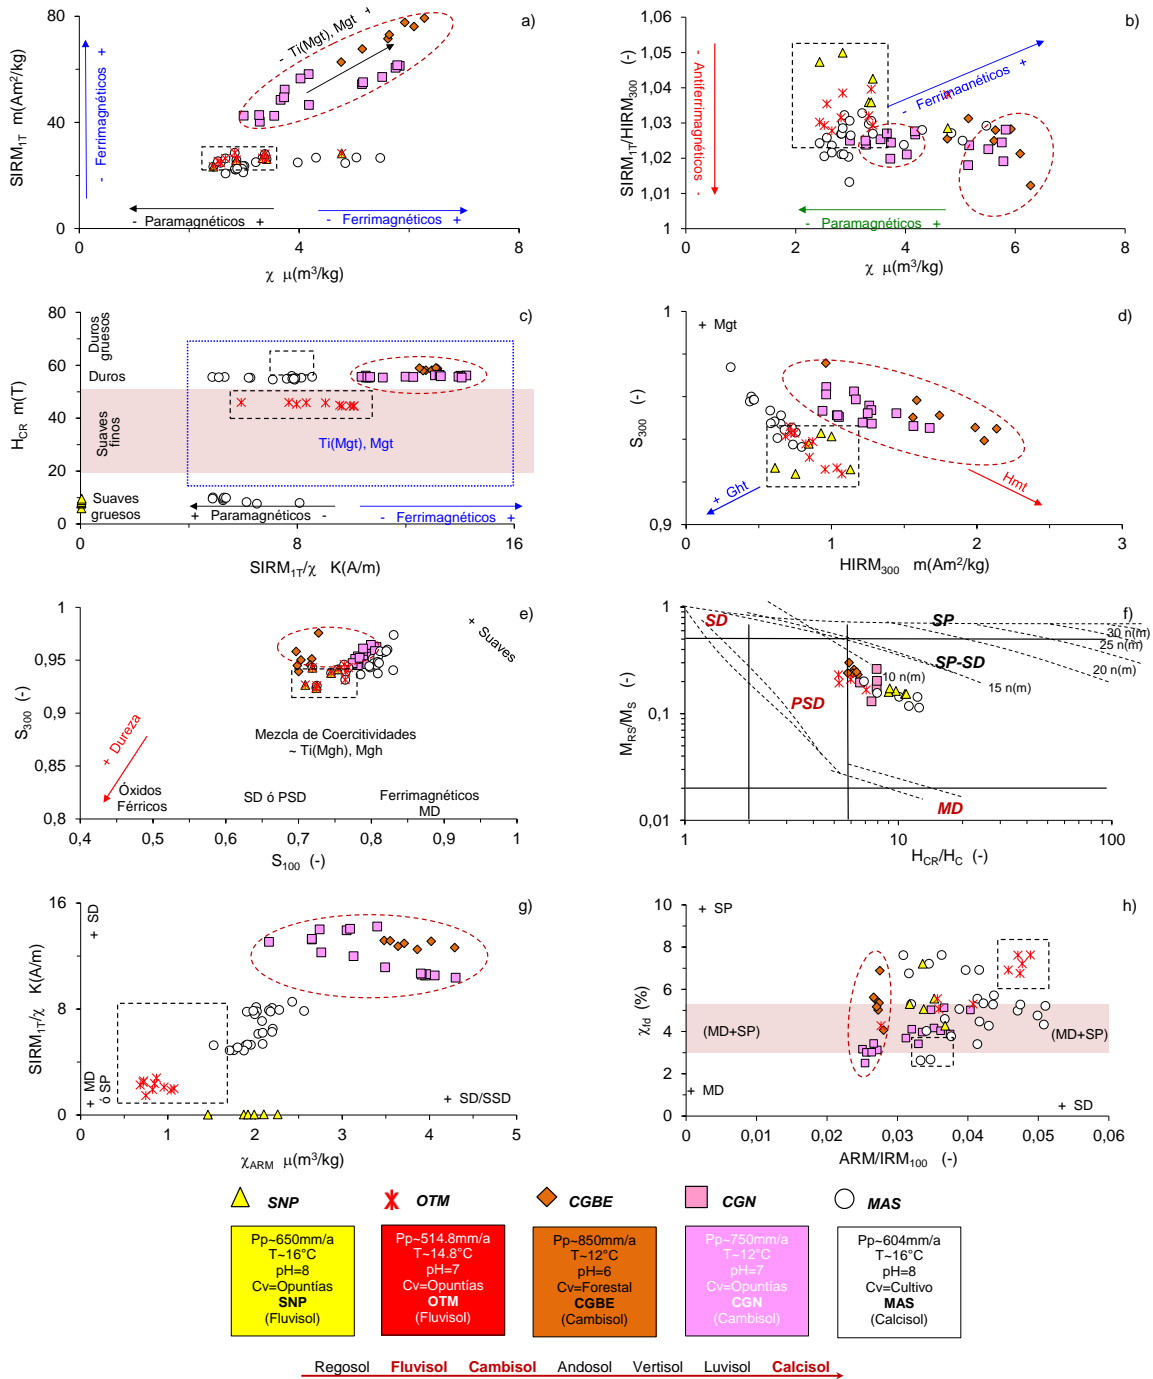 a)
SIRM1T m(Am²/kg)
80
60
40
20
0
0
4
8
- Ti(Mgt), Mgt +
- Ferrimagnéticos +
- Paramagnéticos +
- Ferrimagnéticos +
χ μ(m³/kg)
b)
SIRM1T/HIRM300 (-)
1,06
1,05
1,04
1,03
1,02
1,01
1
0
2
4
6
8
- Antiferrimagnéticos -
- Ferrimagnéticos +
- Paramagnéticos +
χ μ(m³/kg)
c)
HCR m(T)
80
60
40
20
0
0
8
16
Duros gruesos
Duros
Suaves finos
Suaves
gruesos
Ti(Mgt), Mgt
+ Paramagnéticos -
- Ferrimagnéticos +
SIRM1T/χ K(A/m)
d)
S300 (-)
1
0,9
0
1
2
3
+ Mgt
+ Ght
Hmt
HIRM300 m(Am²/kg)
e)
S300 (-)
1
0,95
0,9
0,85
0,8
0,4
0,5
0,6
0,7
0,8
0,9
1
+ Suaves
+ Dureza
Mezcla de Coercitividades
~ Ti(Mgh), Mgh
Óxidos
Férricos
SD ó PSD
Ferrimagnéticos
MD
S100 (-)
f)
MRS/MS (-)
1
0,1
0,01
1
10
100
SD
SP
SP-SD
PSD
MD
30 n(m)
25 n(m)
20 n(m)
15 n(m)
10 n(m)
HCR/HC (-)
g)
SIRM1T/χ K(A/m)
16
8
0
0
1
2
3
4
5
+ SD
+ MD
ó SP
+ SD/SSD
χARM μ(m³/kg)
h)
χfd (%)
10
8
6
4
2
0
0
0,01
0,02
0,03
0,04
0,05
0,06
+ SP
(MD+SP)
(MD+SP)
+ MD
+ SD
ARM/IRM100 (-)
SNP
OTM
CGBE
CGN
MAS
Pp~650mm/a
T~16°C
pH=8
Cv=Opuntías
SNP
(Fluvisol)
Pp~514.8mm/a
T~14.8°C
pH=7
Cv=Opuntías
OTM
(Fluvisol)
Pp~850mm/a
T~12°C
pH=6
Cv=Forestal
CGBE
(Cambisol)
Pp~750mm/a
T~12°C
pH=7
Cv=Opuntías
CGN
(Cambisol)
Pp~604mm/a
T~16°C
pH=8
Cv=Cultivo
MAS
(Calcisol)
Regosol Fluvisol Cambisol Andosol Vertisol Luvisol Calcisol